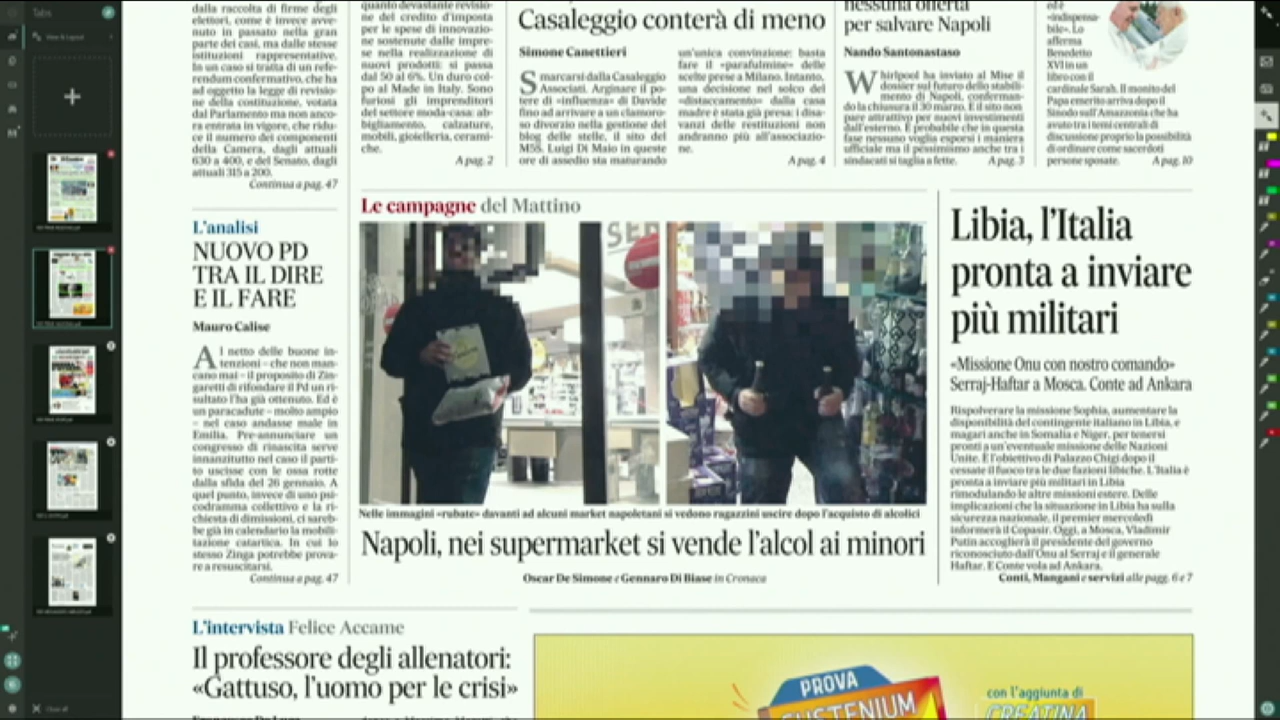 Tabs
View & Layout
dalla raccolta di firme degli
elettori, come è invece avve-
nuto in passato nella gran
parte dei casi, ma dalle stesse
istituzioni rappresentative.
In un caso si tratta di un refe-
rendum confermativo, che ha
ad oggetto la legge di revisio-
ne della costituzione, votata
dal Parlamento ma non anco-
ra entrata in vigore, che ridu-
ce il numero dei componenti
della Camera, dagli attuali
630 a 400, e del Senato, dagli
attuali 315 a 200.
Continua a pag. 47
quanto devastante revisio-
ne del credito d'imposta
per le spese di innovazio-
ne sostenute dalle impre-
se nella realizzazione di
nuovi prodotti: si passa
dal 50 al 6%. Un duro col-
po al Made in Italy. Sono
furiosi gli imprenditori
del settore moda-casa: ab-
bigliamento, calzature,
mobili, gioielleria, cerami-
che.
A pag. 2
Casaleggio conterà di meno
Simone Canettieri
Smarcarsi dalla Casaleggio
Associati. Arginare il po-
tere di «influenza» di Davide
fino ad arrivare a un clamoro-
so divorzio nella gestione del
blog delle stelle, il sito del
M5S. Luigi Di Maio in queste
ore di assedio sta maturando
un'unica convinzione: basta
fare il «parafulmine» delle
scelte prese a Milano. Intanto,
una decisione nel solco del
«distaccamento» dalla casa
madre è stata già presa: i disa-
vanzi delle restituzioni non
andranno più all'associazio-
ne.
A pag. 4
nessuna offerta
per salvare Napoli
Nando Santonastaso
Whirlpool ha inviato al Mise il
dossier sul futuro dello stabili-
mento di Napoli, conferman-
do la chiusura il 30 marzo. E il sito non
pare attrattivo per nuovi investimenti
dall'esterno. È probabile che in questa
fase nessuno voglia esporsi i maniera
ufficiale ma il pessimismo anche tra i
sindacati si taglia a fette.
A pag. 3
ed è
«indispensa-
bile». Lo
afferma
Benedetto
XVI in un
libro con il
cardinale Sarah. Il monito del
Papa emerito arriva dopo il
Sinodo sull'Amazzonia che ha
avuto tra i temi centrali di
discussione proprio la possibilità
di ordinare come sacerdoti
persone sposate.
A pag. 10
L'analisi
NUOVO PD
TRA IL DIRE
E IL FARE
Mauro Calise
Al netto delle buone in-
tenzioni – che non man-
cano mai – il proposito di Zin-
garetti di rifondare il Pd un ri-
sultato l'ha già ottenuto. Ed è
un paracadute – molto ampio
– nel caso andasse male in
Emilia. Pre-annunciare un
congresso di rinascita serve
innanzitutto nel caso il parti-
to uscisse con le ossa rotte
dalla sfida del 26 gennaio. A
quel punto, invece di uno psi-
codramma collettivo e la ri-
chiesta di dimissioni, ci sareb-
be già in calendario la mobili-
tazione catartica. In cui lo
stesso Zinga potrebbe prova-
re a resuscitarsi.
Continua a pag. 47
Le campagne del Mattino
Nelle immagini «rubate» davanti ad alcuni market napoletani si vedono ragazzini uscire dopo l'acquisto di alcolici
Napoli, nei supermarket si vende l'alcol ai minori
Oscar De Simone e Gennaro Di Biase in Cronaca
Libia, l'Italia
pronta a inviare
più militari
«Missione Onu con nostro comando»
Serraj-Haftar a Mosca. Conte ad Ankara
Rispolverare la missione Sophia, aumentare la
disponibilità del contingente italiano in Libia, e
magari anche in Somalia e Niger, per tenersi
pronti a un'eventuale missione delle Nazioni
Unite. È l'obiettivo di Palazzo Chigi dopo il
cessate il fuoco tra le due fazioni libiche. L'Italia è
pronta a inviare più militari in Libia
rimodulando le altre missioni estere. Delle
implicazioni che la situazione in Libia ha sulla
sicurezza nazionale, il premier mercoledì
informerà il Copasir. Oggi, a Mosca, Vladimir
Putin accoglierà il presidente del governo
riconosciuto dall'Onu al Serraj e il generale
Haftar. E Conte vola ad Ankara.
Conti, Mangani e servizi alle pagg. 6 e 7
L'intervista Felice Accame
Il professore degli allenatori:
«Gattuso, l'uomo per le crisi»
PROVA
SUSTENIUM
con l'aggiunta di
CREATINA
Close all